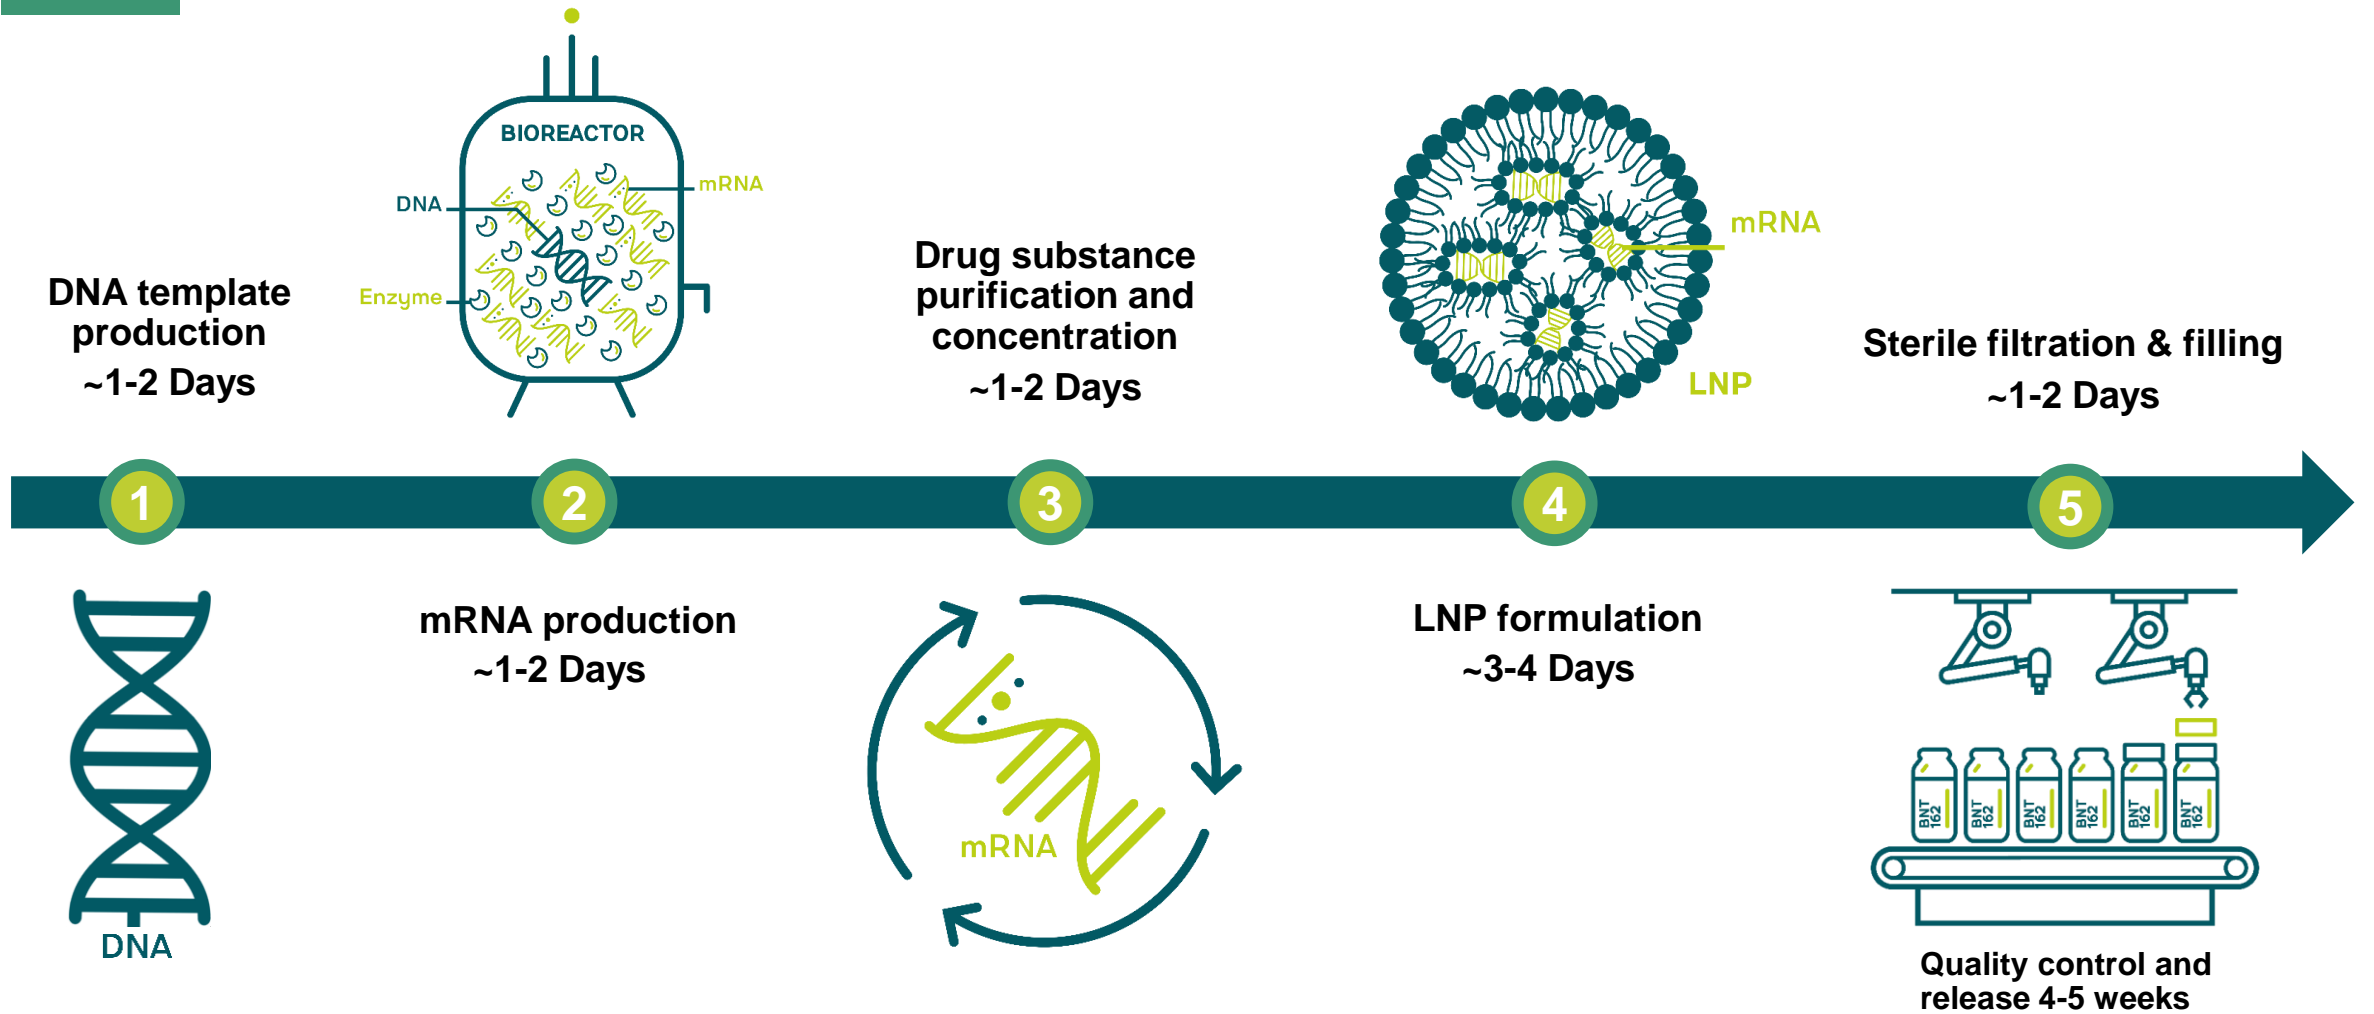 DNA template
production
~1-2 Days
1
DNA
BIOREACTOR
DNA
mRNA
Enzyme
2
mRNA production
~1-2 Days
Drug substance
purification and
concentration
~1-2 Days
3
mRNA
mRNA
LNP
4
LNP formulation
~3-4 Days
Sterile filtration & filling
~1-2 Days
5
BNT
162
BNT
162
BNT
162
BNT
162
BNT
162
BNT
162
Quality control and
release 4-5 weeks